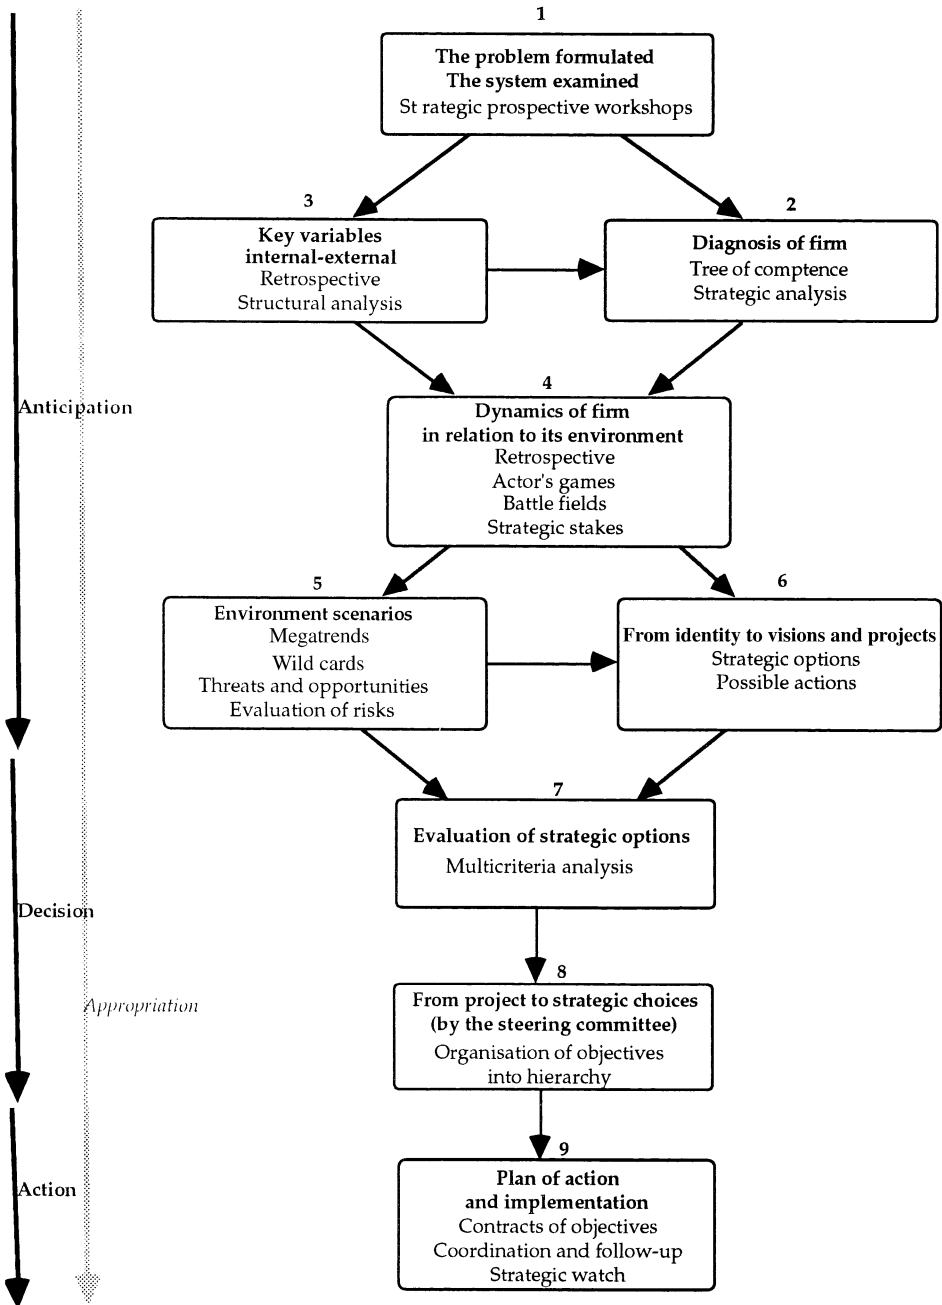 1
The problem formulated
The system examined
St rategic prospective workshops
3
Key variables
internal-external
Retrospective
Structural analysis
2
Diagnosis of firm
Tree of comptence
Strategic analysis
Anticipation
4
Dynamics of firm
in relation to its environment
Retrospective
Actor's games
Battle fields
Strategic stakes
5
Environment scenarios
Megatrends
Wild cards
Threats and opportunities
Evaluation of risks
6
From identity to visions and projects
Strategic options
Possible actions
7
Evaluation of strategic options
Multicriteria analysis
Decision
8
From project to strategic choices
(by the steering committee)
Organisation of objectives
into hierarchy
Appropriation
9
Plan of action
and implementation
Contracts of objectives
Coordination and follow-up
Strategic watch
Action